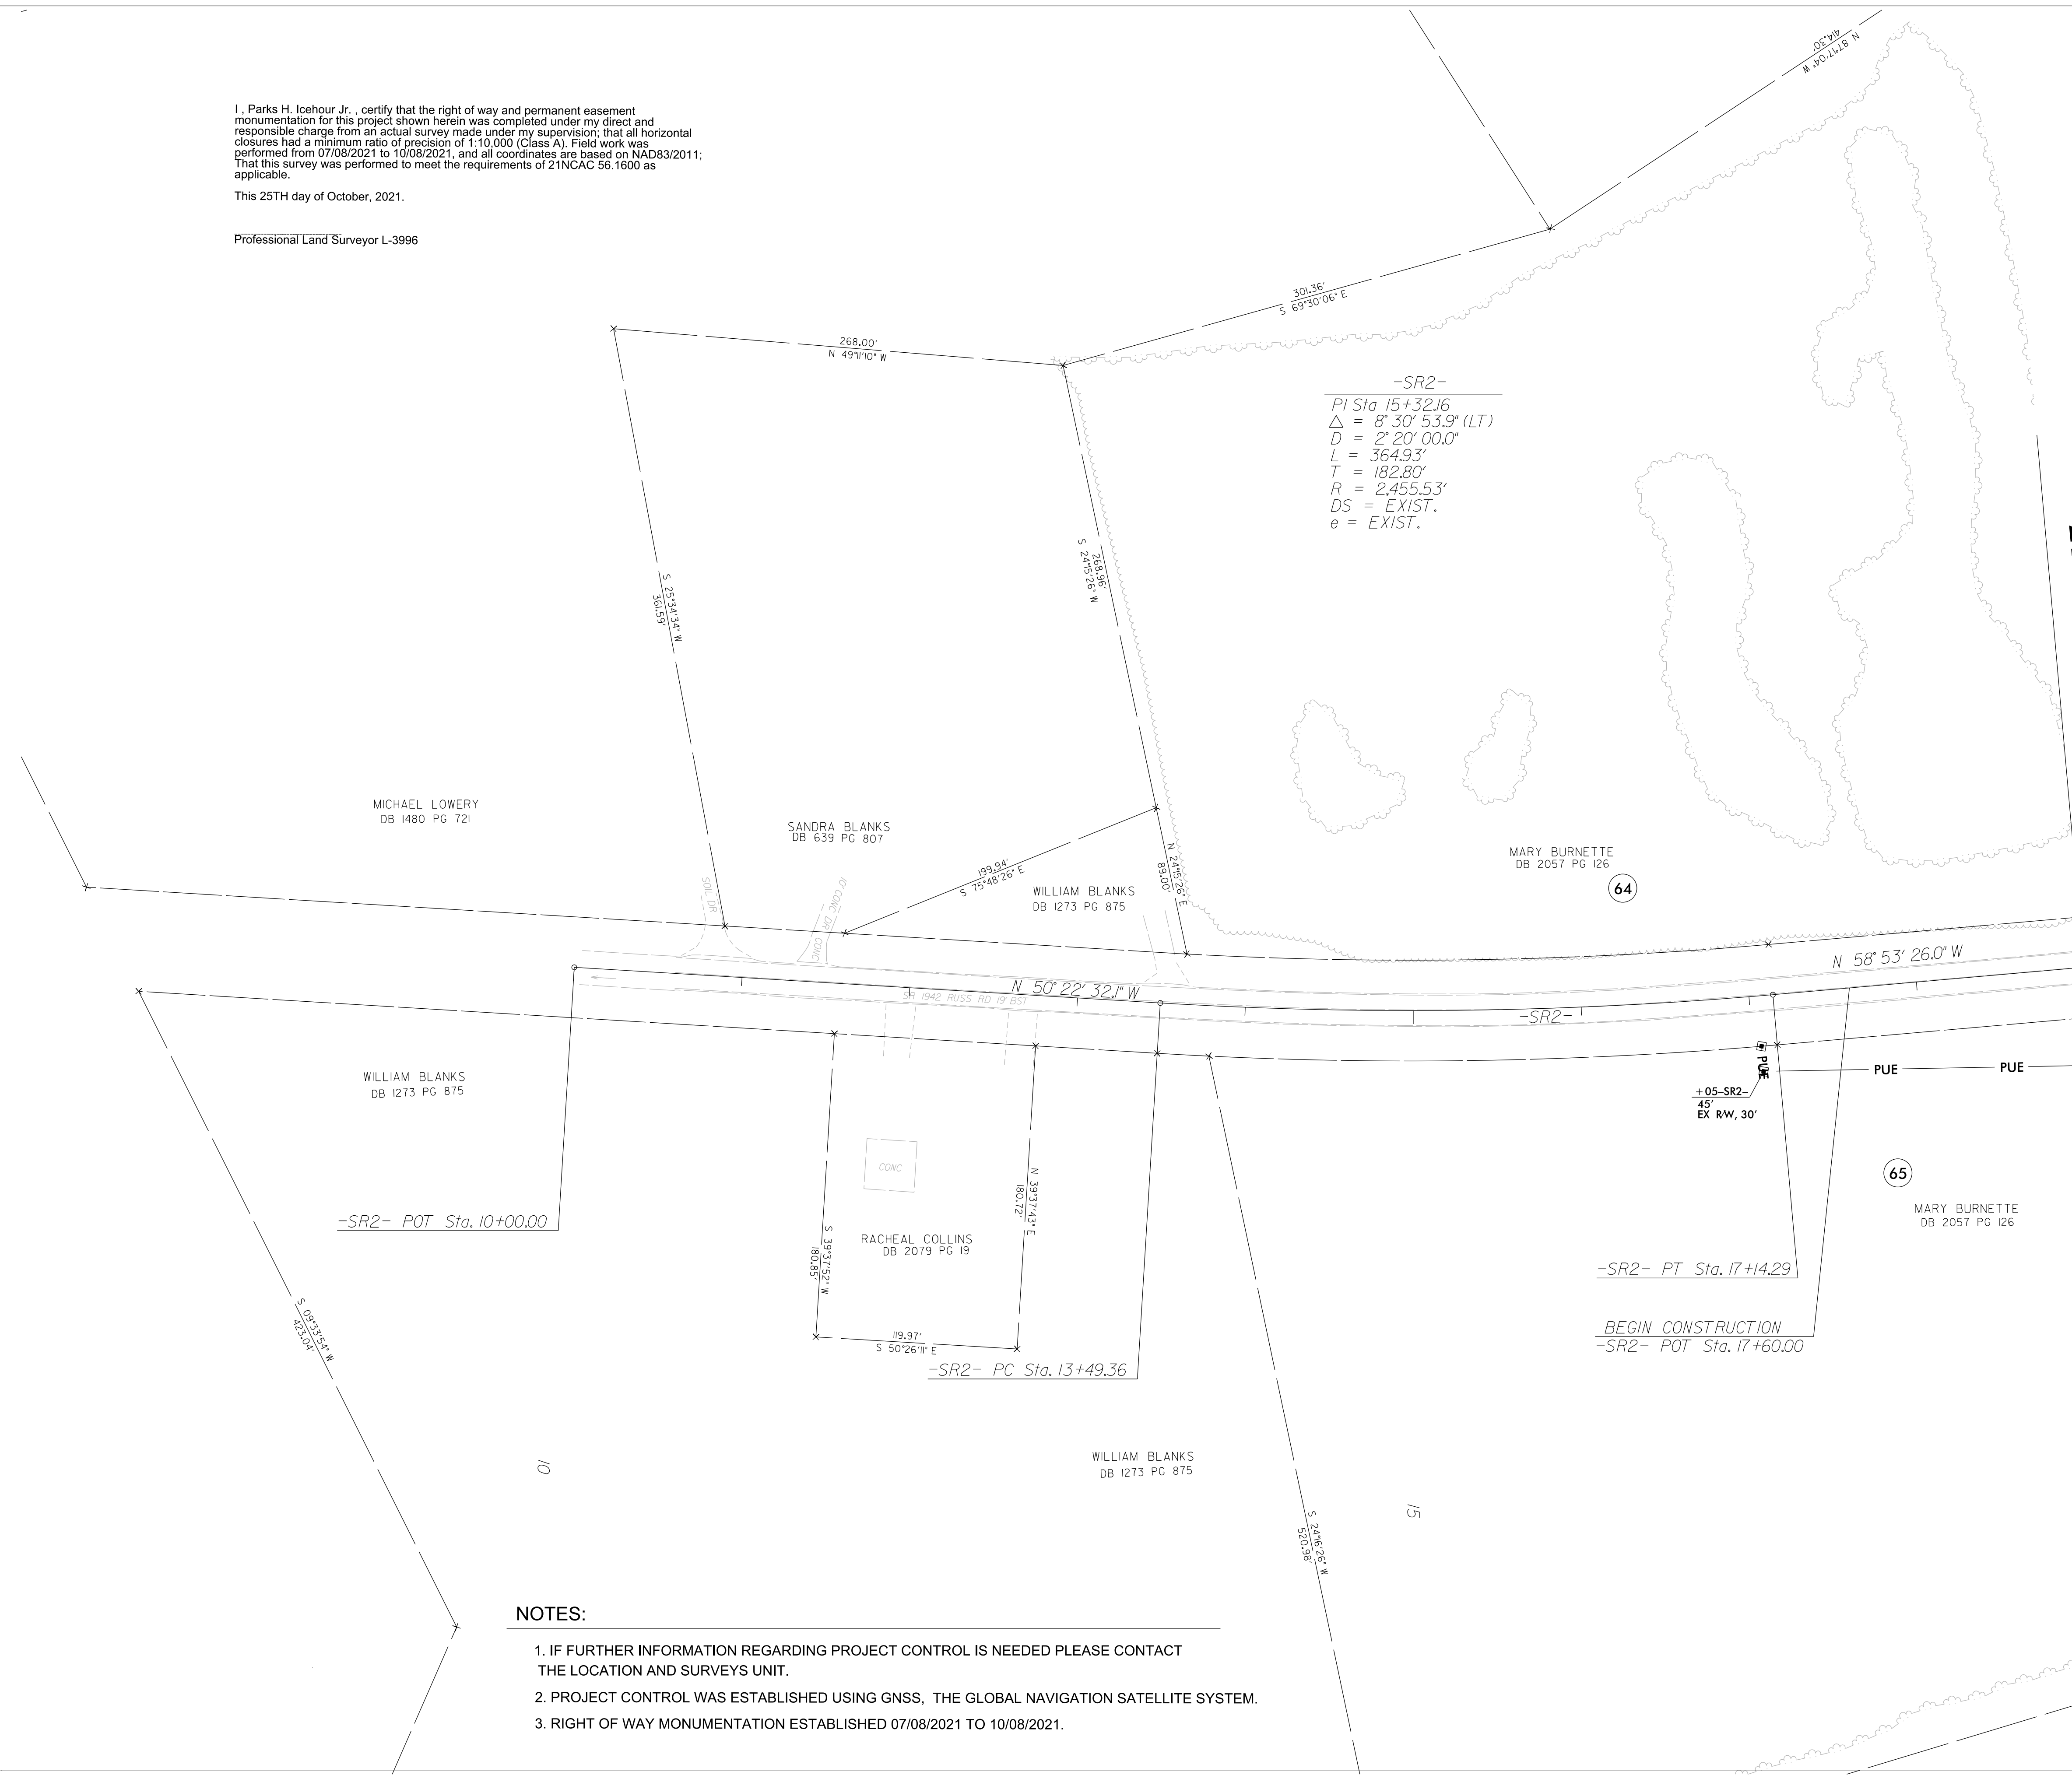 I , Parks H. Icehour Jr. , certify that the right of way and permanent easement
monumentation for this project shown herein was completed under my direct and
responsible charge from an actual survey made under my supervision; that all horizontal
closures had a minimum ratio of precision of 1:10,000 (Class A). Field work was
performed from 07/08/2021 to 10/08/2021, and all coordinates are based on NAD83/2011;
That this survey was performed to meet the requirements of 21NCAC 56.1600 as
applicable.
This 25TH day of October, 2021.
Professional Land Surveyor L-3996
414.30'
N 87°17'04" W
301.36'
S 69°30'06" E
268.00'
N 49°11'10" W
-SR2-
PI Sta 15+32.16
△ = 8° 30' 53.9" (LT)
D = 2° 20' 00.0"
L = 364.93'
T = 182.80'
R = 2,455.53'
DS = EXIST.
e = EXIST.
268.96'
S 24°15'26" W
S 25°34'34" W
361.59'
MICHAEL LOWERY
DB 1480 PG 721
SANDRA BLANKS
DB 639 PG 807
199.94'
S 75°48'26" E
N 24°15'26" E
89.00'
WILLIAM BLANKS
DB 1273 PG 875
MARY BURNETTE
DB 2057 PG 126
64
SOIL DR
10' CONC DR
CONC
N 58° 53' 26.0" W
N 50° 22' 32.1" W
SR 1942 RUSS RD 19' BST
-SR2-
PUE
PUE
PUE
+05-SR2-
45'
EX R/W, 30'
WILLIAM BLANKS
DB 1273 PG 875
CONC
N 39°37'43" E
180.72'
65
MARY BURNETTE
DB 2057 PG 126
-SR2- POT Sta. 10+00.00
S 39°37'52" W
180.85'
RACHEAL COLLINS
DB 2079 PG 19
-SR2- PT Sta. 17+14.29
S 09°33'54" W
423.04'
119.97'
S 50°26'11" E
BEGIN CONSTRUCTION
-SR2- POT Sta. 17+60.00
-SR2- PC Sta. 13+49.36
WILLIAM BLANKS
DB 1273 PG 875
10
15
S 24°16'26" W
520.98'
NOTES:
1. IF FURTHER INFORMATION REGARDING PROJECT CONTROL IS NEEDED PLEASE CONTACT
THE LOCATION AND SURVEYS UNIT.
2. PROJECT CONTROL WAS ESTABLISHED USING GNSS, THE GLOBAL NAVIGATION SATELLITE SYSTEM.
3. RIGHT OF WAY MONUMENTATION ESTABLISHED 07/08/2021 TO 10/08/2021.